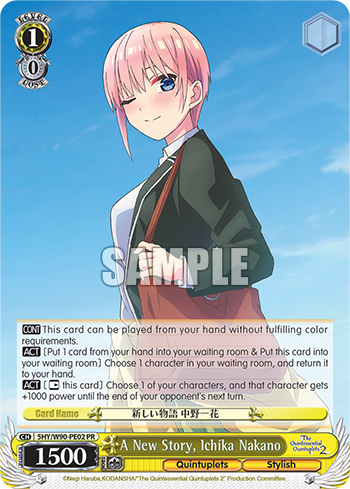 LEVEL
1
0
COST
SAMPLE
CONT This card can be played from your hand without fulfilling color
requirements.
ACT [Put 1 card from your hand into your waiting room & Put this card into
your waiting room] Choose 1 character in your waiting room, and return it
to your hand.
ACT [ this card] Choose 1 of your characters, and that character gets
+1000 power until the end of your opponent's next turn.
Card Name 新しい物語 中野一花
CH 5HY/W90-PE02 PR
1500
A New Story, Ichika Nakano
The Quintessential Quintuplets 2
Quintuplets Stylish
©Negi Haruba,KODANSHA/"The Quintessential Quintuplets 2" Production Committee.